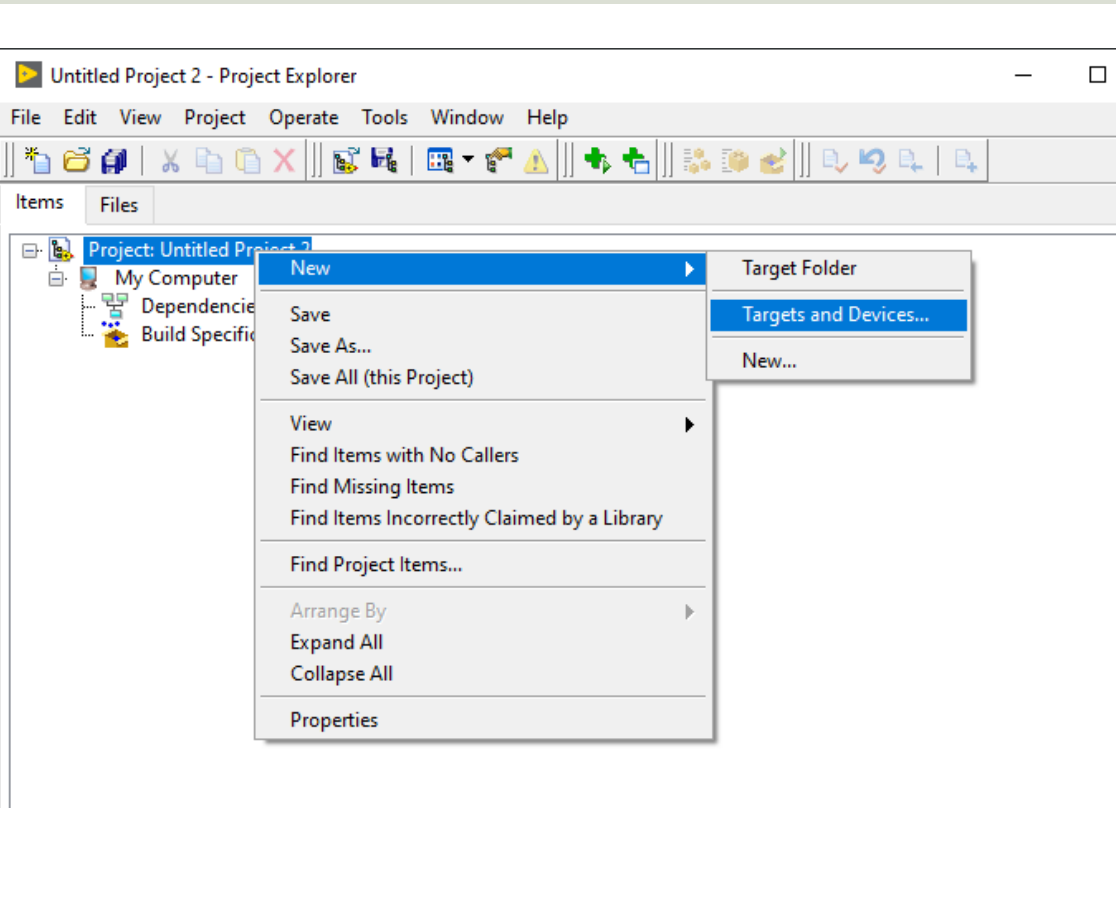 Untitled Project 2 - Project Explorer
File Edit View Project Operate Tools Window Help
Items Files
Project: Untitled Project 2
My Computer
Dependencie
Build Specific
New
Save
Save As...
Save All (this Project)
View
Find Items with No Callers
Find Missing Items
Find Items Incorrectly Claimed by a Library
Find Project Items...
Arrange By
Expand All
Collapse All
Properties
Target Folder
Targets and Devices...
New...